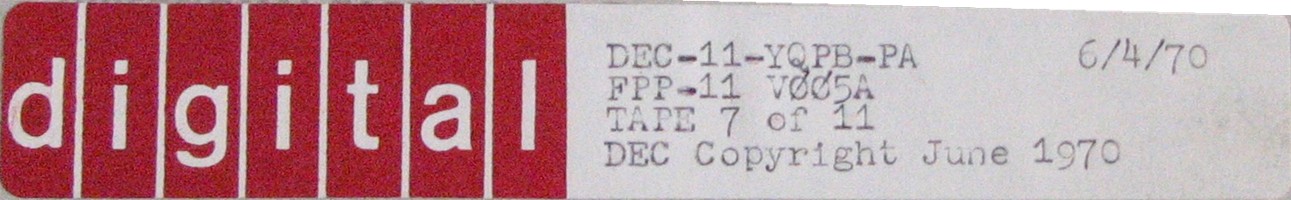 digital
DEC-11-YQPB-PA 6/4/70
FPP-11 VØØ5A
TAPE 7 of 11
DEC Copyright June 1970